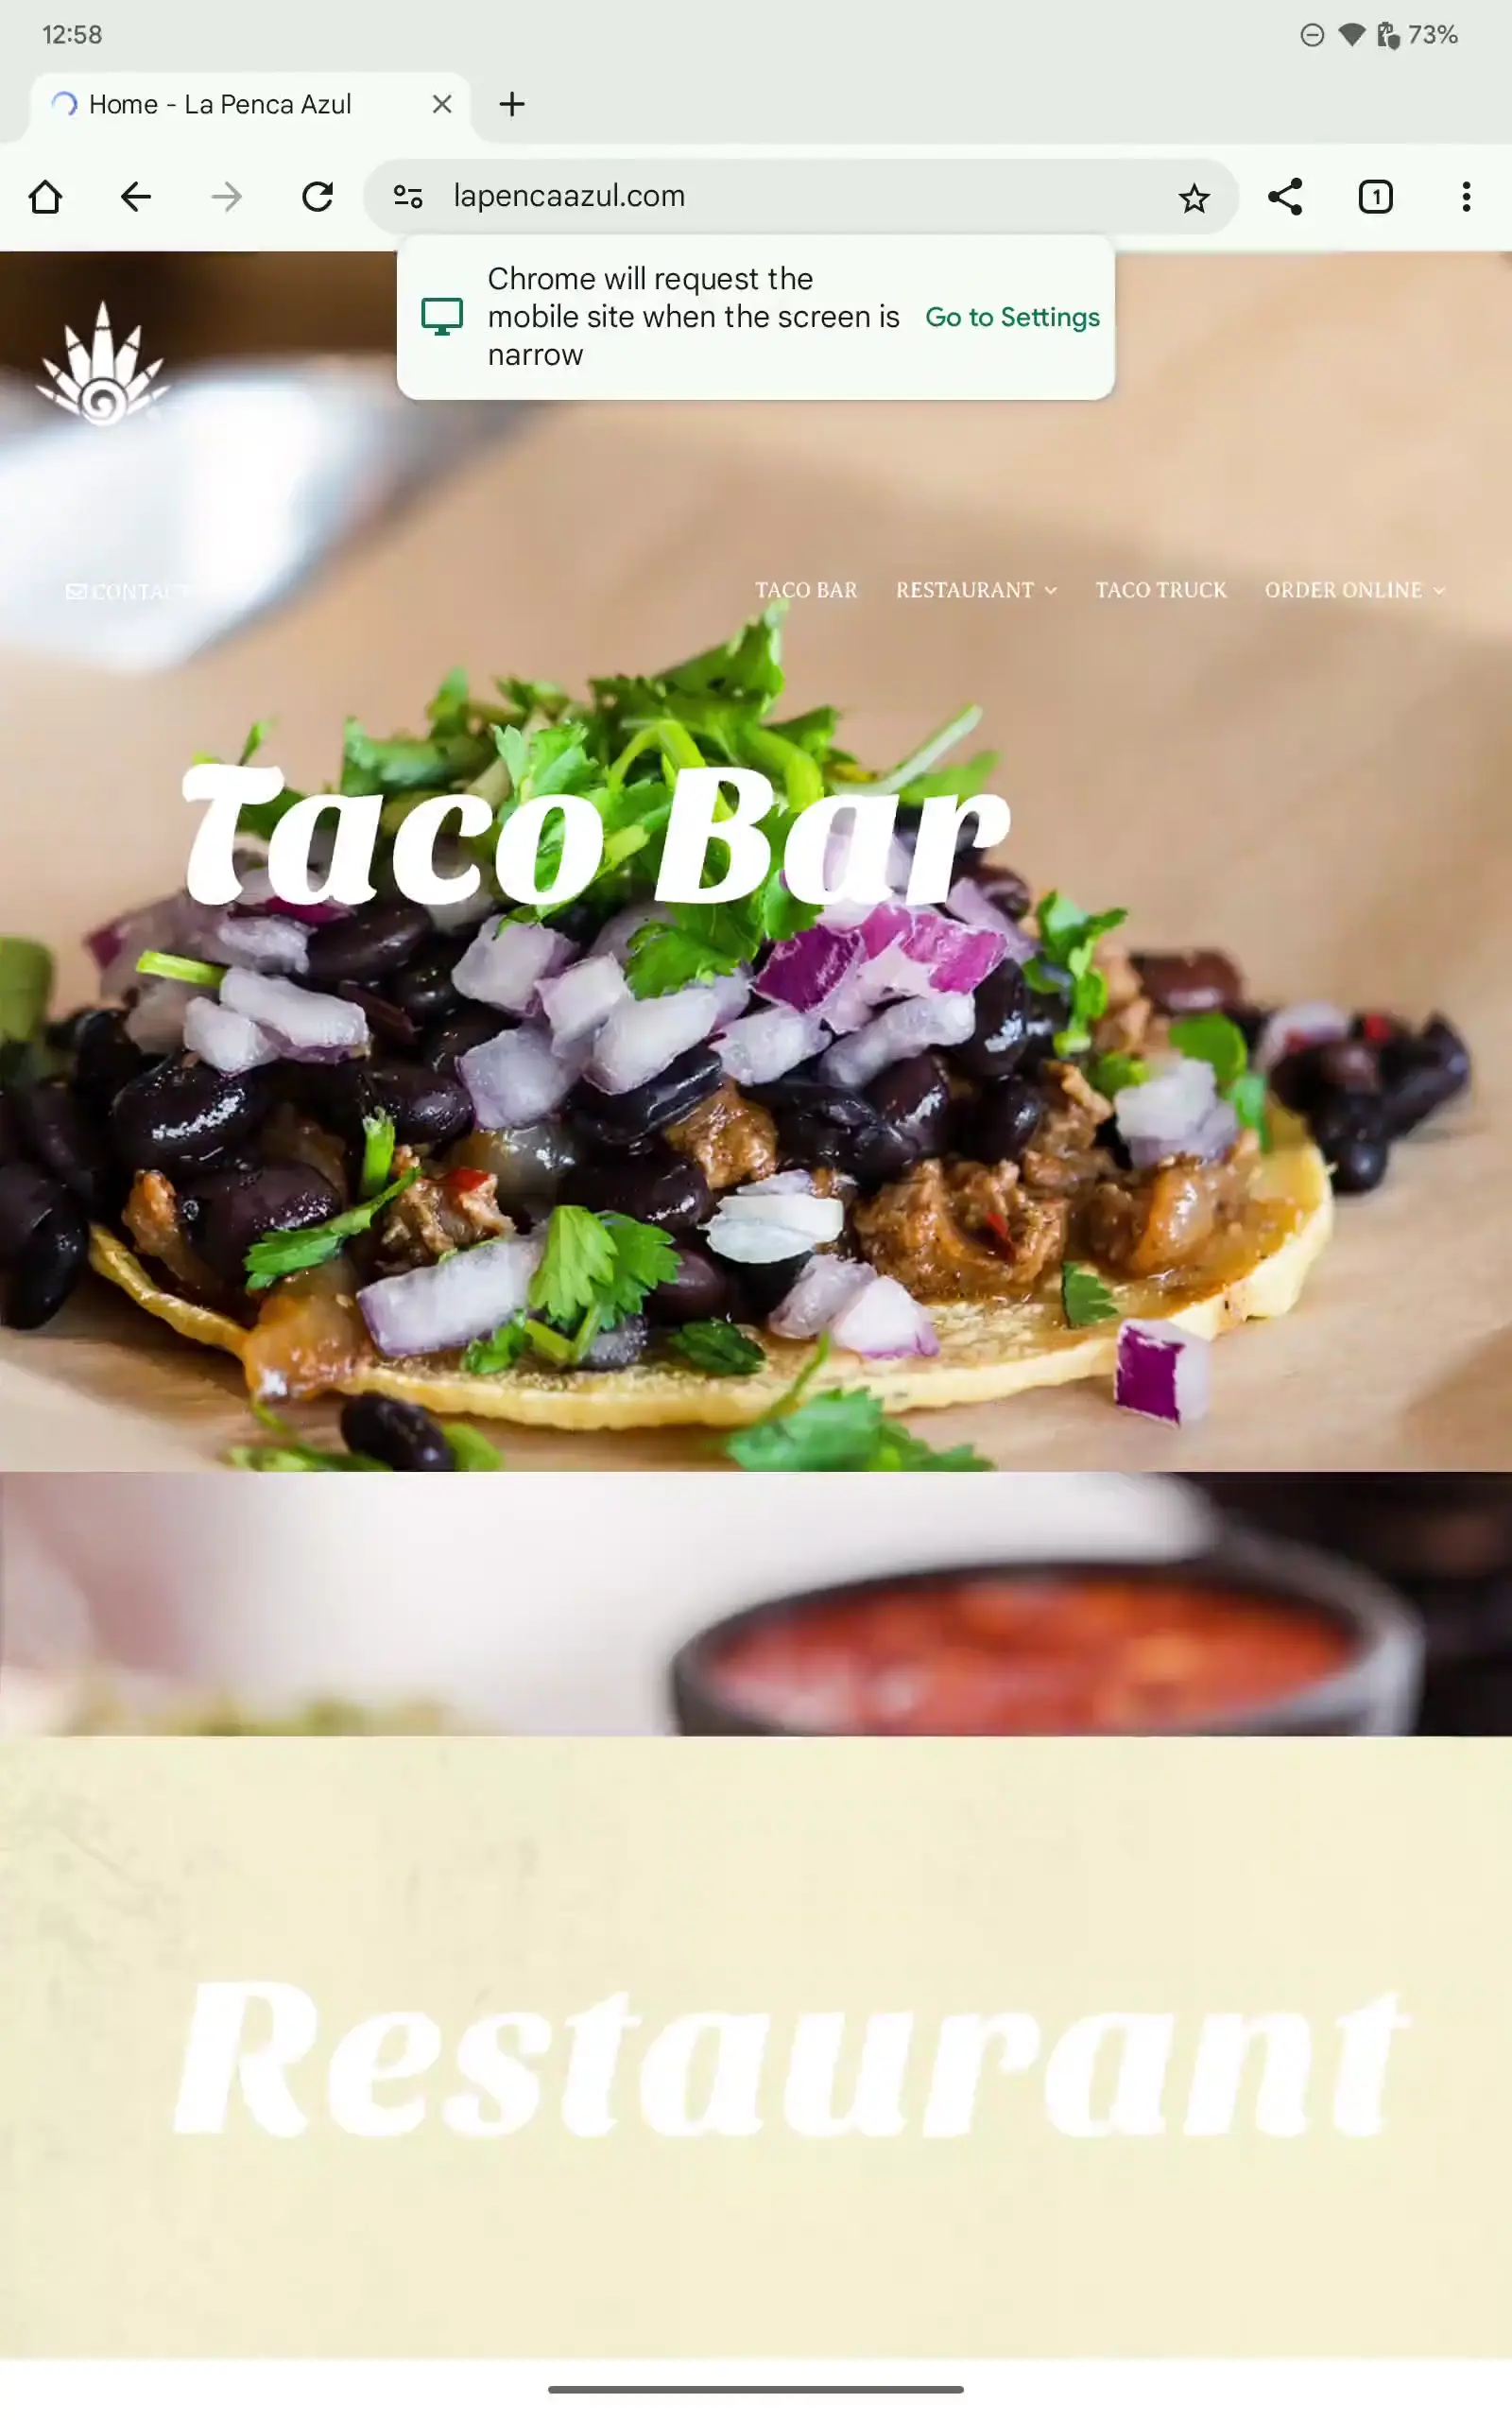 12:58
73%
Home - La Penca Azul
lapencaazul.com
1
Chrome will request the
mobile site when the screen is
narrow
Go to Settings
CONTACT
TACO BAR
RESTAURANT
TACO TRUCK
ORDER ONLINE
Taco Bar
Restaurant